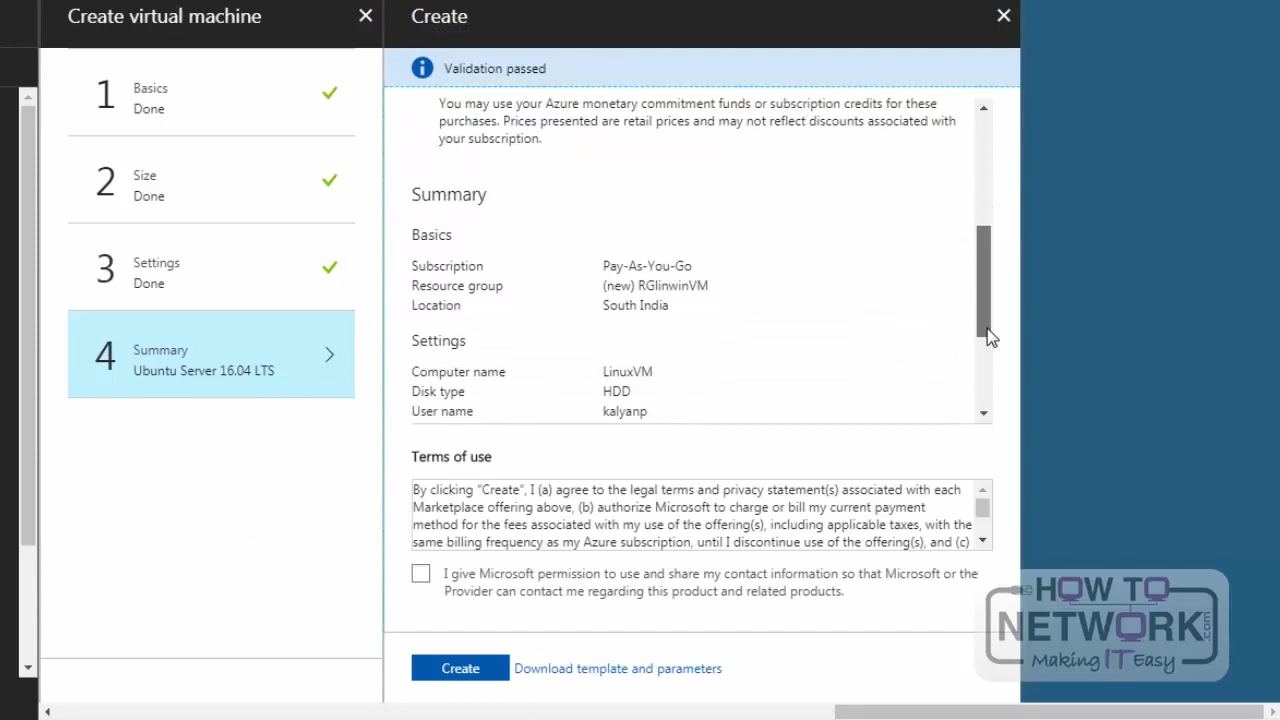 Create virtual machine
Create
1
Basics
Done
2
Size
Done
3
Settings
Done
4
Summary
Ubuntu Server 16.04 LTS
Validation passed
You may use your Azure monetary commitment funds or subscription credits for these
purchases. Prices presented are retail prices and may not reflect discounts associated with
your subscription.
Summary
Basics
Subscription Pay-As-You-Go
Resource group (new) RGlinwinVM
Location South India
Settings
Computer name LinuxVM
Disk type HDD
User name kalyanp
Terms of use
By clicking "Create", I (a) agree to the legal terms and privacy statement(s) associated with each
Marketplace offering above, (b) authorize Microsoft to charge or bill my current payment
method for the fees associated with my use of the offering(s), including applicable taxes, with the
same billing frequency as my Azure subscription, until I discontinue use of the offering(s), and (c)
I give Microsoft permission to use and share my contact information so that Microsoft or the
Provider can contact me regarding this product and related products.
Create Download template and parameters
HOW TO
NETWORK.com
Making IT Easy